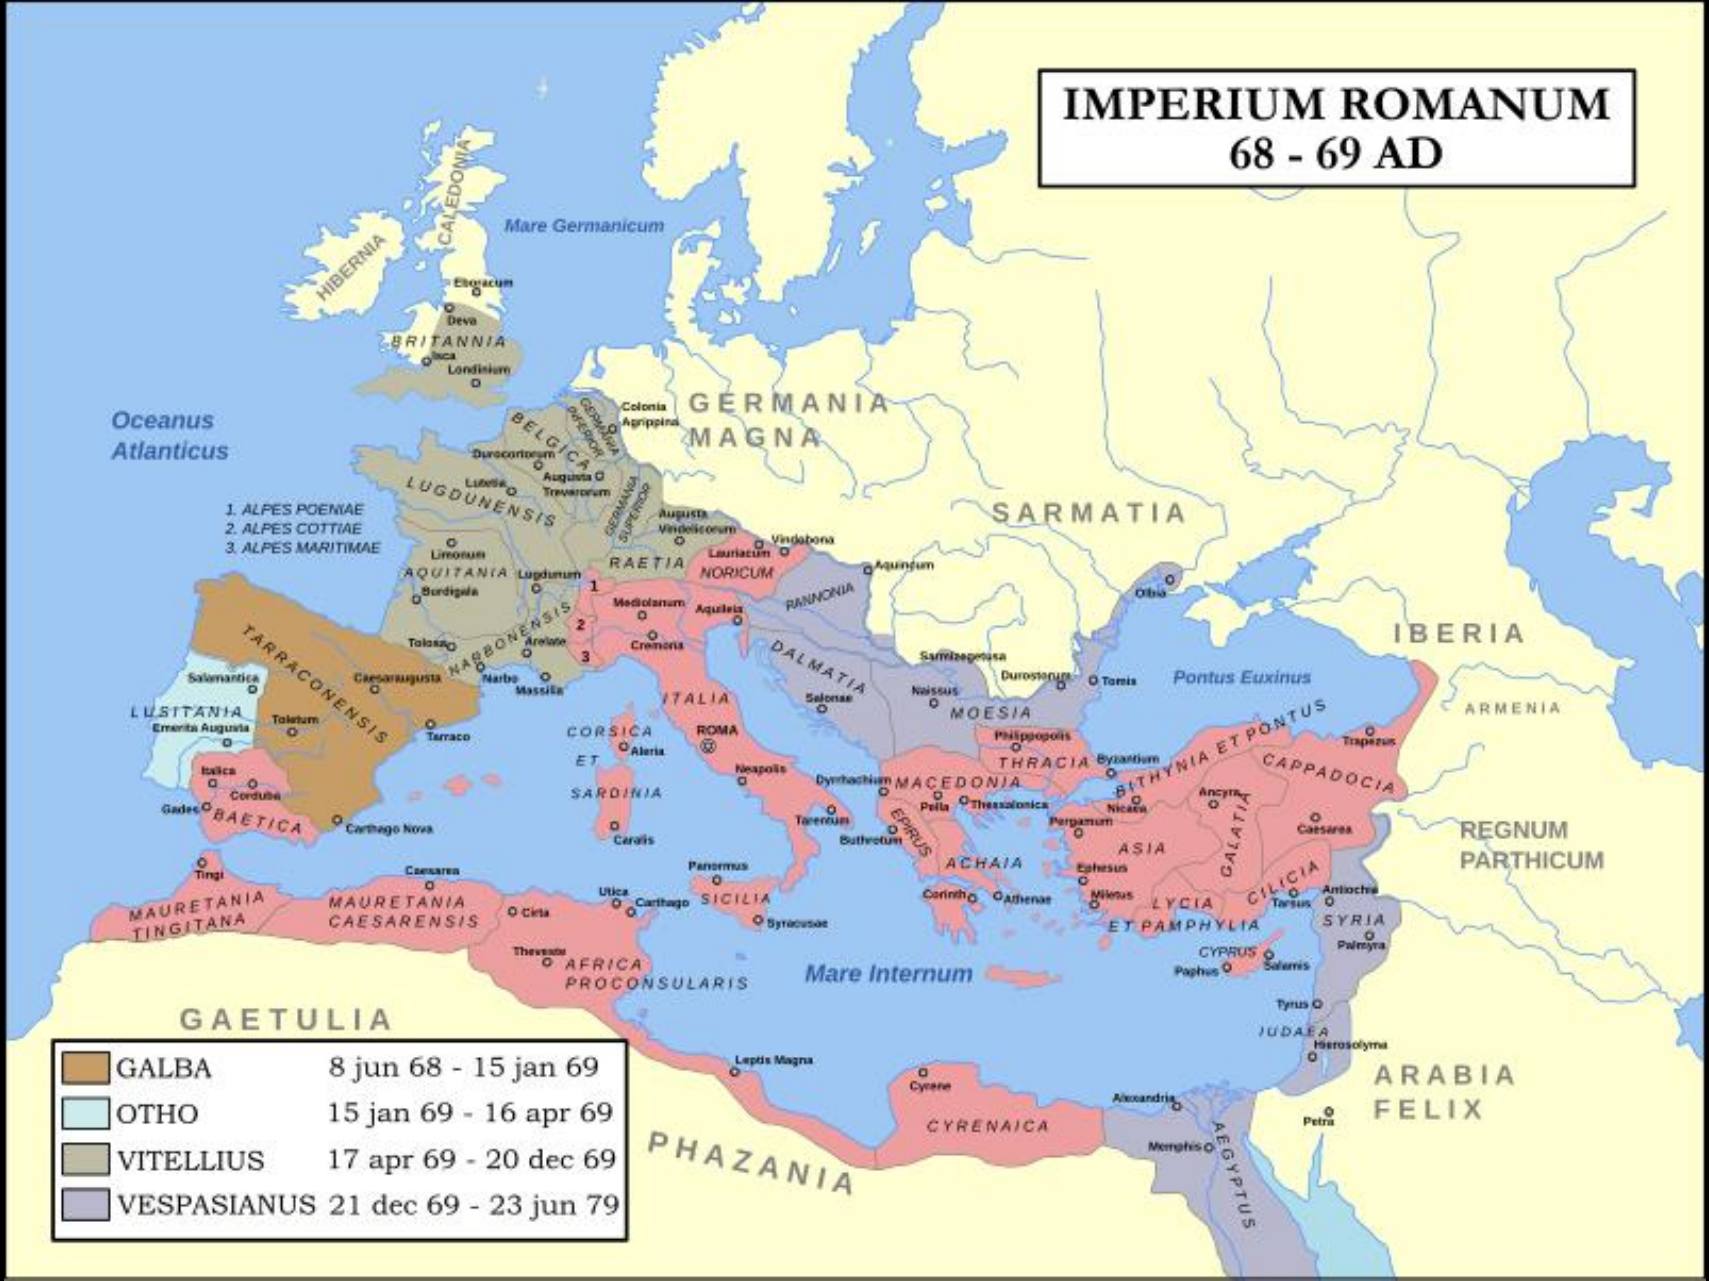 IMPERIUM ROMANUM
68 - 69 AD
CALEDONIA
HIBERNIA
Mare Germanicum
Eboracum
Deva
BRITANNIA
Isca
Londinium
Oceanus
Atlanticus
GERMANIA
MAGNA
Colonia
Agrippina
GERMANIA
INFERIOR
BELGICA
Durocortorum
Augusta
Treverorum
Lutetia
LUGDUNENSIS
GERMANIA
SUPERIOR
1. ALPES POENIAE
2. ALPES COTTIAE
3. ALPES MARITIMAE
SARMATIA
Augusta
Vindelicorum
Vindobona
Lauriacum
Limonum
RAETIA
NORICUM
Aquincum
AQUITANIA
Lugdunum
1
Burdigala
PANNONIA
Olbia
Mediolanum
Aquileia
2
NARBONENSIS
IBERIA
Tolosa
Arelate
Cremona
3
TARRACONENSIS
DALMATIA
Sarmizegetusa
Durostorum
Tomis
Pontus Euxinus
Salamantica
Caesaraugusta
Narbo
Massilia
ITALIA
Salonae
Naissus
MOESIA
ARMENIA
LUSITANIA
Emerita Augusta
Toletum
Tarraco
CORSICA
Aleria
ET
SARDINIA
ROMA
Philippopolis
THRACIA
Byzantium
BITHYNIA ET PONTUS
Trapezus
CAPPADOCIA
Italica
Corduba
Gades
BAETICA
Carthago Nova
Neapolis
Dyrrhachium
MACEDONIA
Pella
Thessalonica
Nicaea
Ancyra
GALATIA
Caesarea
Caralis
Tarentum
Buthrotum
EPIRUS
Pergamum
ASIA
REGNUM
PARTHICUM
Tingi
Caesarea
Panormus
ACHAIA
Ephesus
CILICIA
MAURETANIA
TINGITANA
MAURETANIA
CAESARENSIS
Cirta
Utica
Carthago
SICILIA
Syracusae
Corinth
Athenae
Miletus
LYCIA
ET PAMPHYLIA
Tarsus
Antiochia
SYRIA
Palmyra
Theveste
AFRICA
PROCONSULARIS
Mare Internum
CYPRUS
Paphus
Salamis
Tyrus
GAETULIA
IUDAEA
Hierosolyma
Leptis Magna
Cyrene
CYRENAICA
Alexandria
ARABIA
FELIX
Petra
Memphis
AEGYPTUS
PHAZANIA
GALBA 8 jun 68 - 15 jan 69
OTHO 15 jan 69 - 16 apr 69
VITELLIUS 17 apr 69 - 20 dec 69
VESPASIANUS 21 dec 69 - 23 jun 79